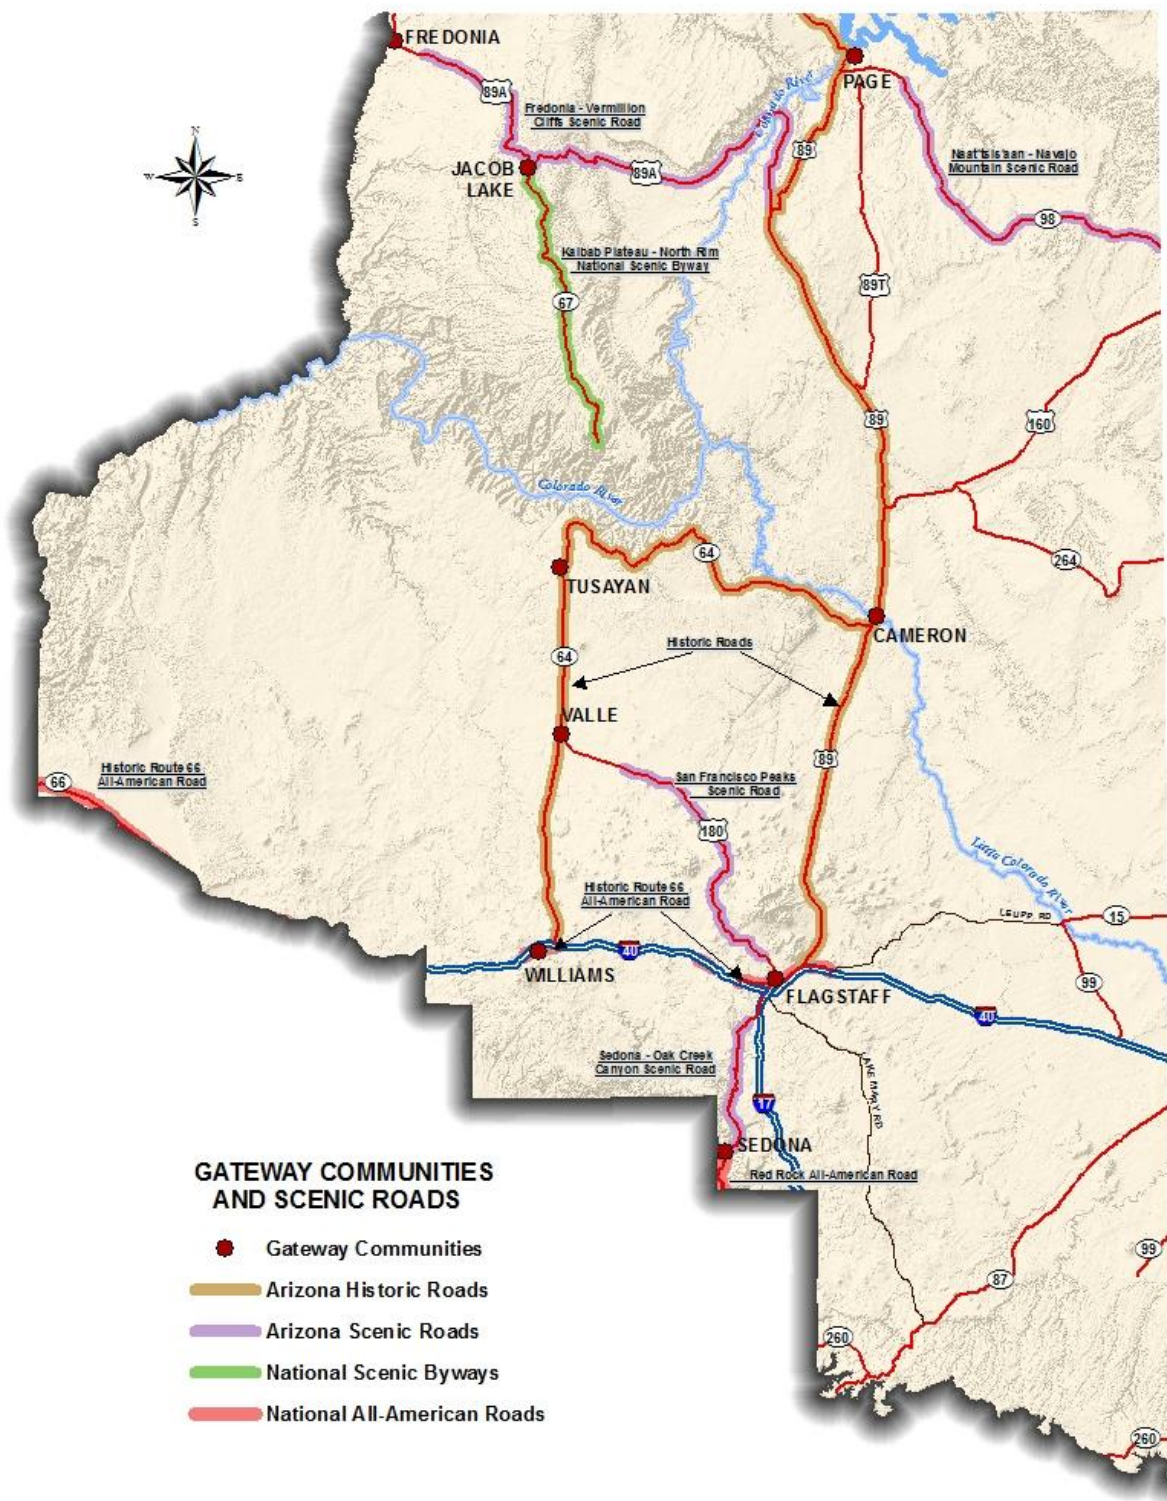 FREDONIA
PAGE
89A
Fredonia - Vermillion
Cliffs Scenic Road
Colorado River
89
Naat'tsis'aan - Navajo
Mountain Scenic Road
N
W
E
S
JACOB
LAKE
89A
98
Kaibab Plateau - North Rim
National Scenic Byway
89T
67
89
160
Colorado River
64
264
TUSAYAN
CAMERON
Historic Roads
64
VALLE
89
Historic Route 66
All-American Road
66
San Francisco Peaks
Scenic Road
180
Little Colorado River
Historic Route 66
All-American Road
LEUPP RD
15
40
WILLIAMS
FLAGSTAFF
99
40
Sedona - Oak Creek
Canyon Scenic Road
17
LAKE MARY RD
SEDONA
Red Rock All-American Road
GATEWAY COMMUNITIES
AND SCENIC ROADS
Gateway Communities
Arizona Historic Roads
Arizona Scenic Roads
National Scenic Byways
National All-American Roads
99
87
260
260